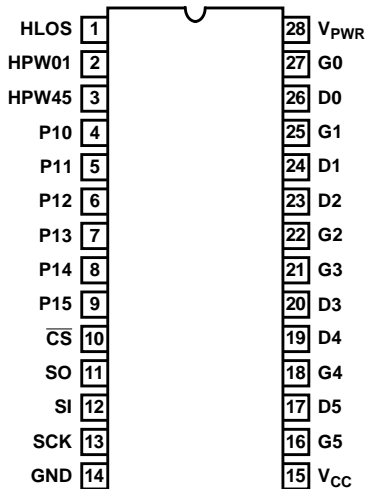 HLOS 1 28 VPWR
HPW01 2 27 G0
HPW45 3 26 D0
P10 4 25 G1
P11 5 24 D1
P12 6 23 D2
P13 7 22 G2
P14 8 21 G3
P15 9 20 D3
CS 10 19 D4
SO 11 18 G4
SI 12 17 D5
SCK 13 16 G5
GND 14 15 VCC